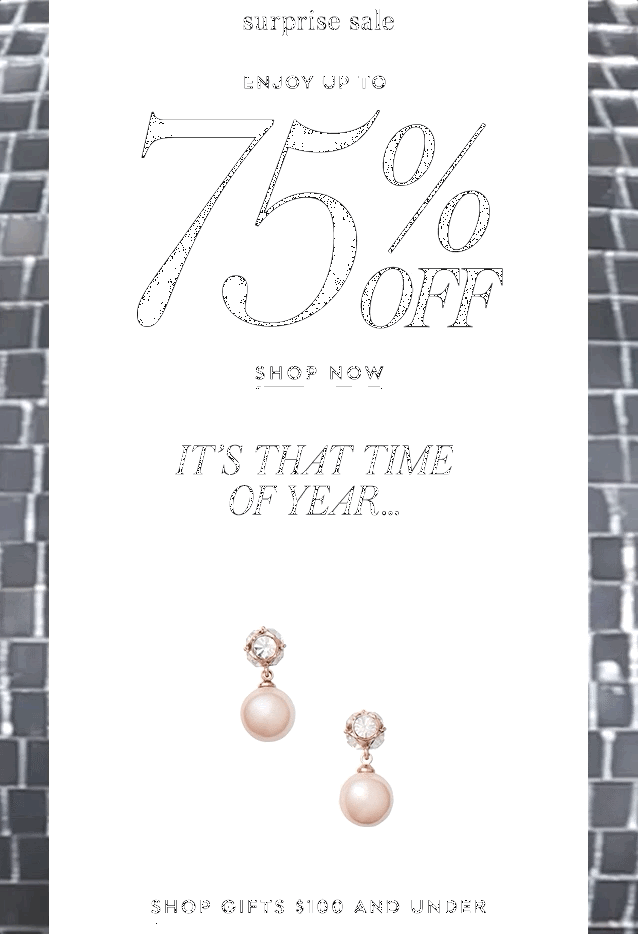 surprise sale
ENJOY UP TO
75%
OFF
SHOP NOW
IT'S THAT TIME
OF YEAR...
SHOP GIFTS $100 AND UNDER